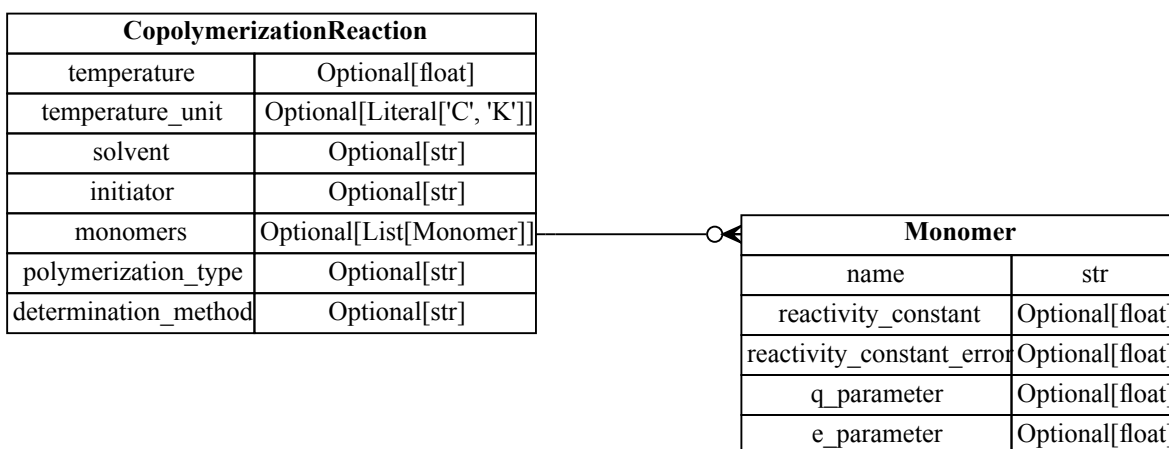 CopolymerizationReaction
temperature Optional[float]
temperature_unit Optional[Literal['C', 'K']]
solvent Optional[str]
initiator Optional[str]
monomers Optional[List[Monomer]]
polymerization_type Optional[str]
determination_method Optional[str]
Monomer
name str
reactivity_constant Optional[float]
reactivity_constant_error Optional[float]
q_parameter Optional[float]
e_parameter Optional[float]